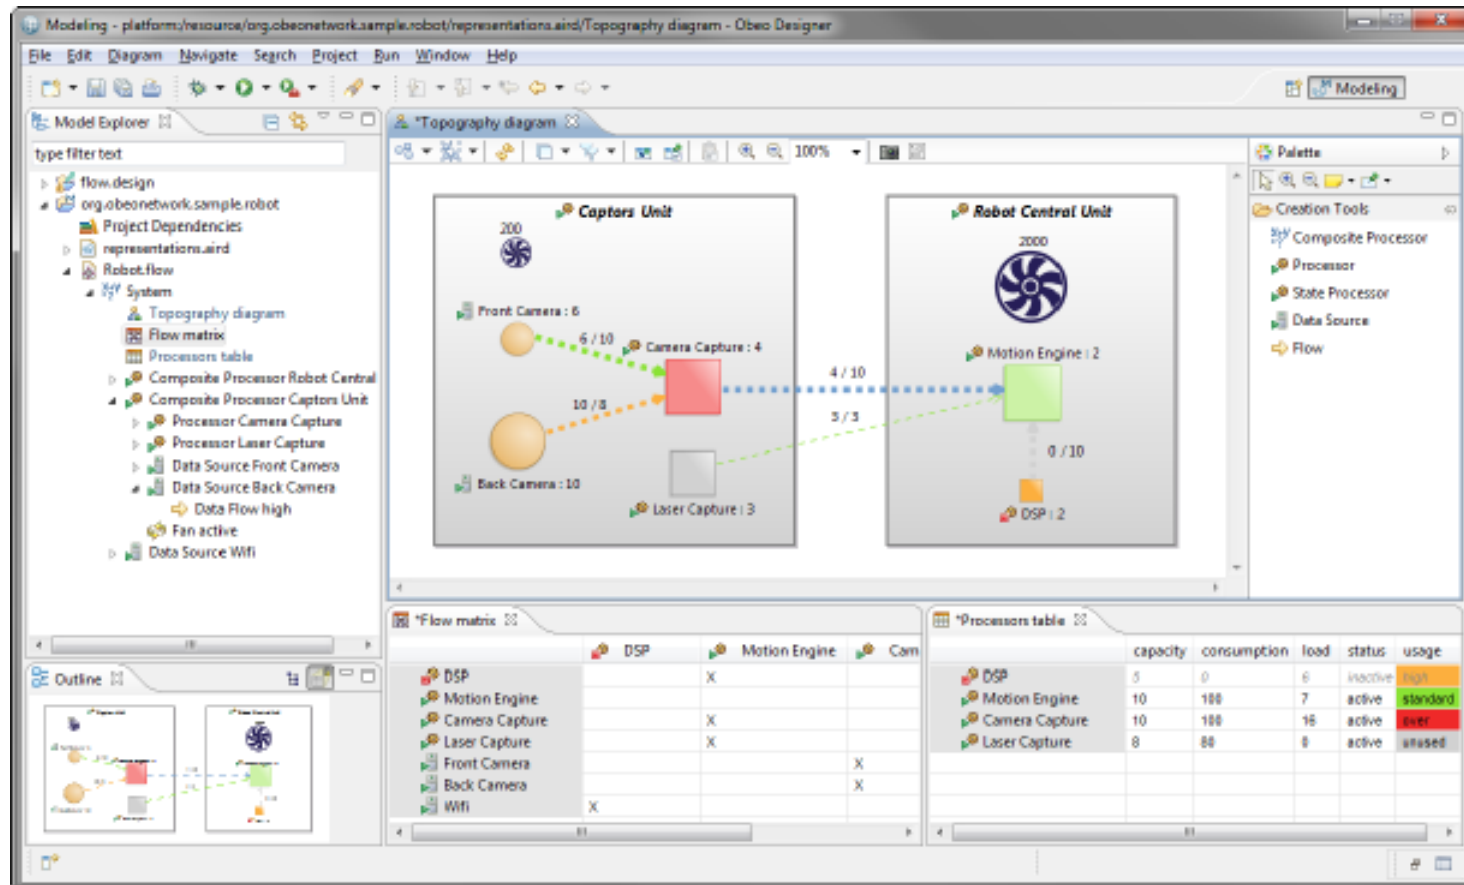 Modeling - platform:/resource/org.obeonetwork.sample.robot/representations.aird/Topography diagram - Obeo Designer
File Edit Diagram Navigate Search Project Run Window Help
Modeling
Model Explorer
type filter text
flow.design
org.obeonetwork.sample.robot
Project Dependencies
representations.aird
Robot.flow
System
Topography diagram
Flow matrix
Processors table
Composite Processor Robot Central
Composite Processor Captors Unit
Processor Camera Capture
Processor Laser Capture
Data Source Front Camera
Data Source Back Camera
Data Flow high
Fan active
Data Source Wifi
Outline
*Topography diagram
100%
Captors Unit
200
Front Camera : 6
6 / 10
Camera Capture : 4
10 / 8
Back Camera : 10
Laser Capture : 3
4 / 10
3 / 3
Robot Central Unit
2000
Motion Engine : 2
0 / 10
DSP : 2
Palette
Creation Tools
Composite Processor
Processor
State Processor
Data Source
Flow
*Flow matrix
DSP Motion Engine Cam
DSP X
Motion Engine
Camera Capture X
Laser Capture X
Front Camera X
Back Camera X
Wifi X
*Processors table
capacity consumption load status usage
DSP 5 0 6 inactive high
Motion Engine 10 100 7 active standard
Camera Capture 10 100 16 active over
Laser Capture 8 80 0 active unused